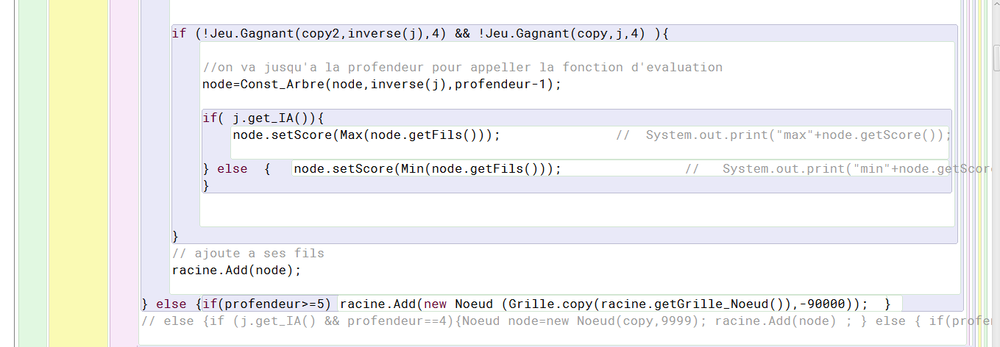 if (!Jeu.Gagnant(copy2,inverse(j),4) && !Jeu.Gagnant(copy,j,4) ){
//on va jusqu'a la profendeur pour appeller la fonction d'evaluation
node=Const_Arbre(node,inverse(j),profendeur-1);
if( j.get_IA()){
node.setScore(Max(node.getFils())); // System.out.print("max"+node.getScore());
} else { node.setScore(Min(node.getFils())); // System.out.print("min"+node.getScore
}
}
// ajoute a ses fils
racine.Add(node);
} else {if(profendeur>=5) racine.Add(new Noeud (Grille.copy(racine.getGrille_Noeud()),-90000)); }
// else {if (j.get_IA() && profendeur==4){Noeud node=new Noeud(copy,9999); racine.Add(node) ; } else { if(profe